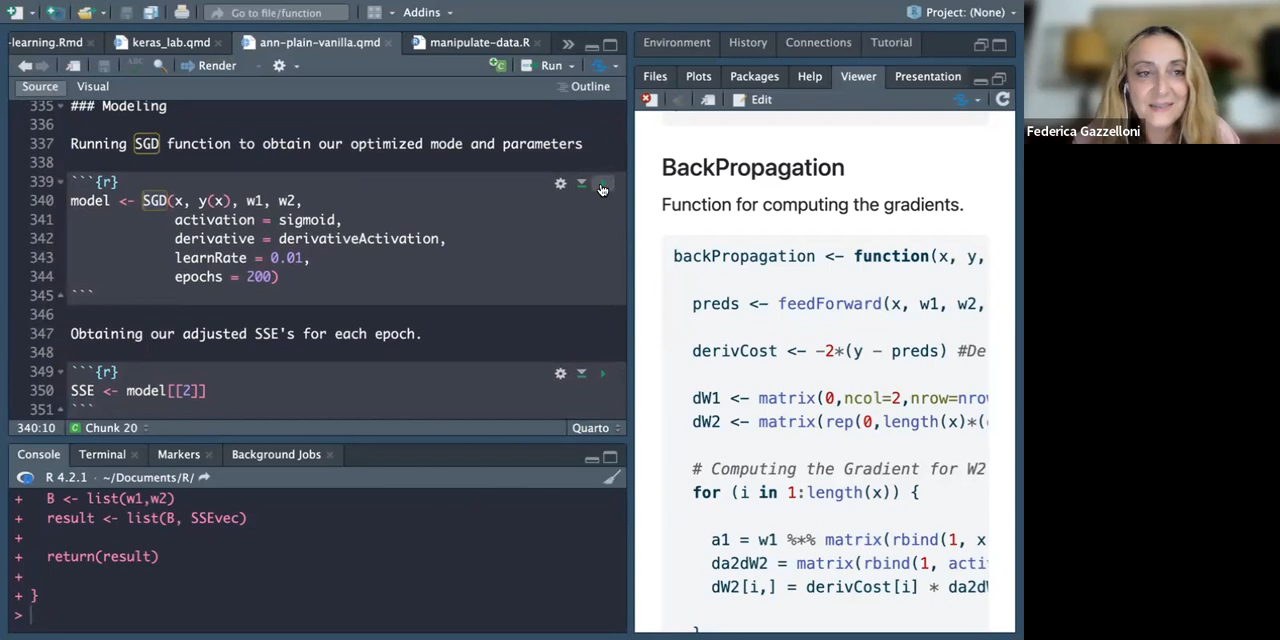 Go to file/function
Addins
Project: (None)
-learning.Rmd
keras_lab.qmd
ann-plain-vanilla.qmd
manipulate-data.R
Render
Run
Source
Visual
Outline
335 ### Modeling
336
337 Running SGD function to obtain our optimized mode and parameters
338
339 ```{r}
340 model <- SGD(x, y(x), w1, w2,
341 activation = sigmoid,
342 derivative = derivativeActivation,
343 learnRate = 0.01,
344 epochs = 200)
345 ```
346
347 Obtaining our adjusted SSE's for each epoch.
348
349 ```{r}
350 SSE <- model[[2]]
351 ```
340:10
Chunk 20
Quarto
Console
Terminal
Markers
Background Jobs
R 4.2.1 · ~/Documents/R/
+ B <- list(w1,w2)
+ result <- list(B, SSEvec)
+
+ return(result)
+
+ }
>
Environment
History
Connections
Tutorial
Files
Plots
Packages
Help
Viewer
Presentation
Edit
BackPropagation
Function for computing the gradients.
backPropagation <- function(x, y,
preds <- feedForward(x, w1, w2,
derivCost <- -2*(y - preds) #De
dW1 <- matrix(0,ncol=2,nrow=nro
dW2 <- matrix(rep(0,length(x)*(
# Computing the Gradient for W2
for (i in 1:length(x)) {
a1 = w1 %*% matrix(rbind(1, x
da2dW2 = matrix(rbind(1, acti
dW2[i,] = derivCost[i] * da2d
Federica Gazzelloni